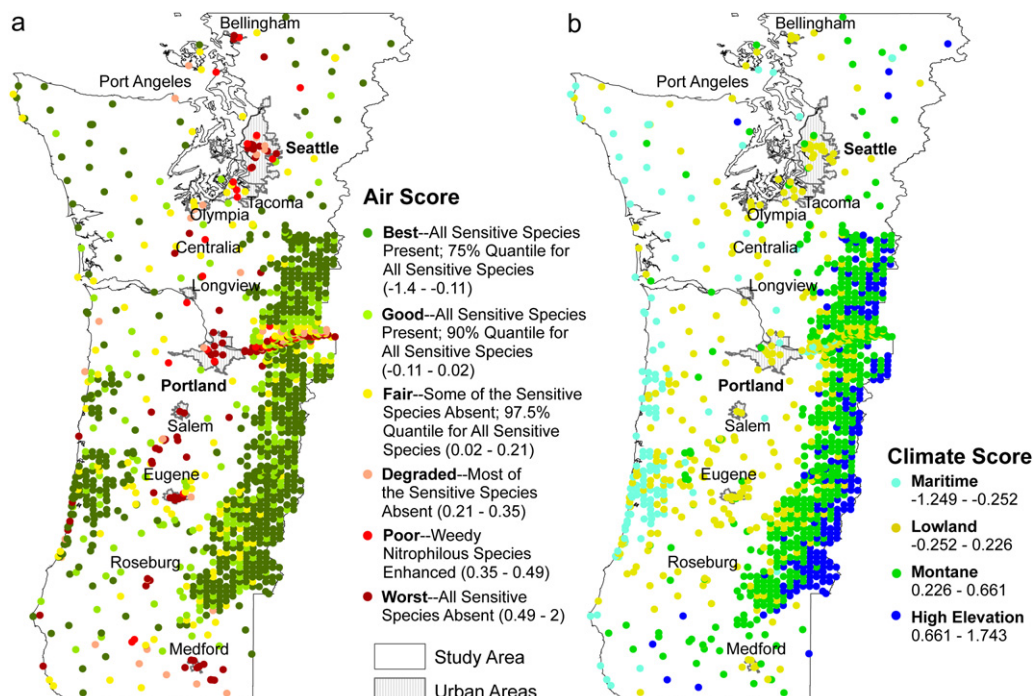 a
Bellingham
Port Angeles
Seattle
Tacoma
Olympia
Centralia
Longview
Portland
Salem
Eugene
Roseburg
Medford
Air Score
Best--All Sensitive Species
Present; 75% Quantile for
All Sensitive Species
(-1.4 - -0.11)
Good--All Sensitive Species
Present; 90% Quantile for
All Sensitive Species
(-0.11 - 0.02)
Fair--Some of the Sensitive
Species Absent; 97.5%
Quantile for All Sensitive
Species (0.02 - 0.21)
Degraded--Most of
the Sensitive Species
Absent (0.21 - 0.35)
Poor--Weedy
Nitrophilous Species
Enhanced (0.35 - 0.49)
Worst--All Sensitive
Species Absent (0.49 - 2)
Study Area
Urban Areas
b
Bellingham
Port Angeles
Seattle
Tacoma
Olympia
Centralia
Longview
Portland
Salem
Eugene
Roseburg
Medford
Climate Score
Maritime
-1.249 - -0.252
Lowland
-0.252 - 0.226
Montane
0.226 - 0.661
High Elevation
0.661 - 1.743